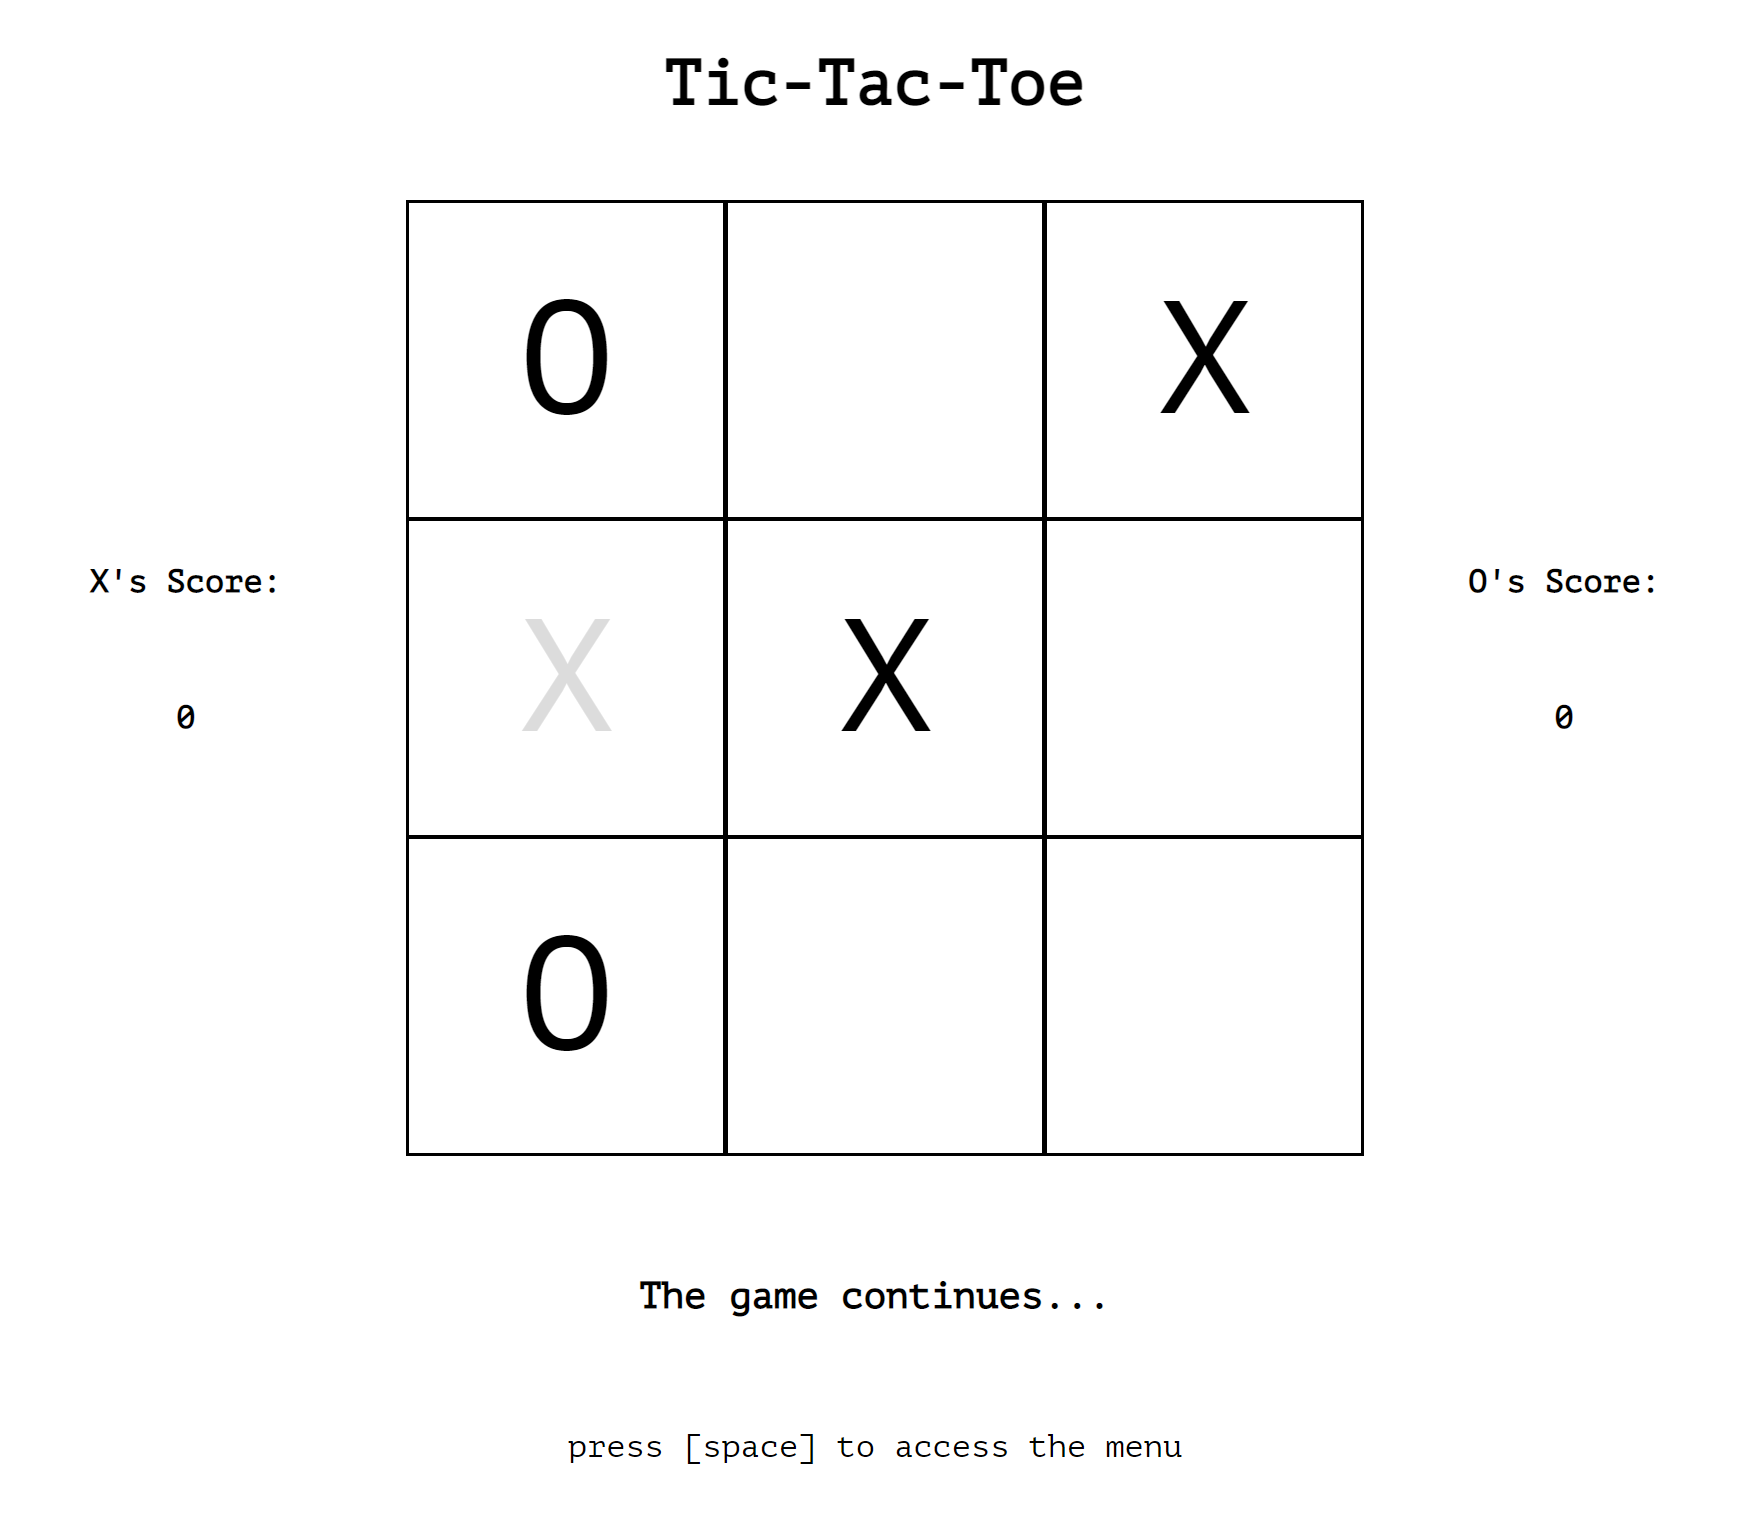 Tic-Tac-Toe
O X
X's Score:
X X
O's Score:
0
0
O
The game continues...
press [space] to access the menu